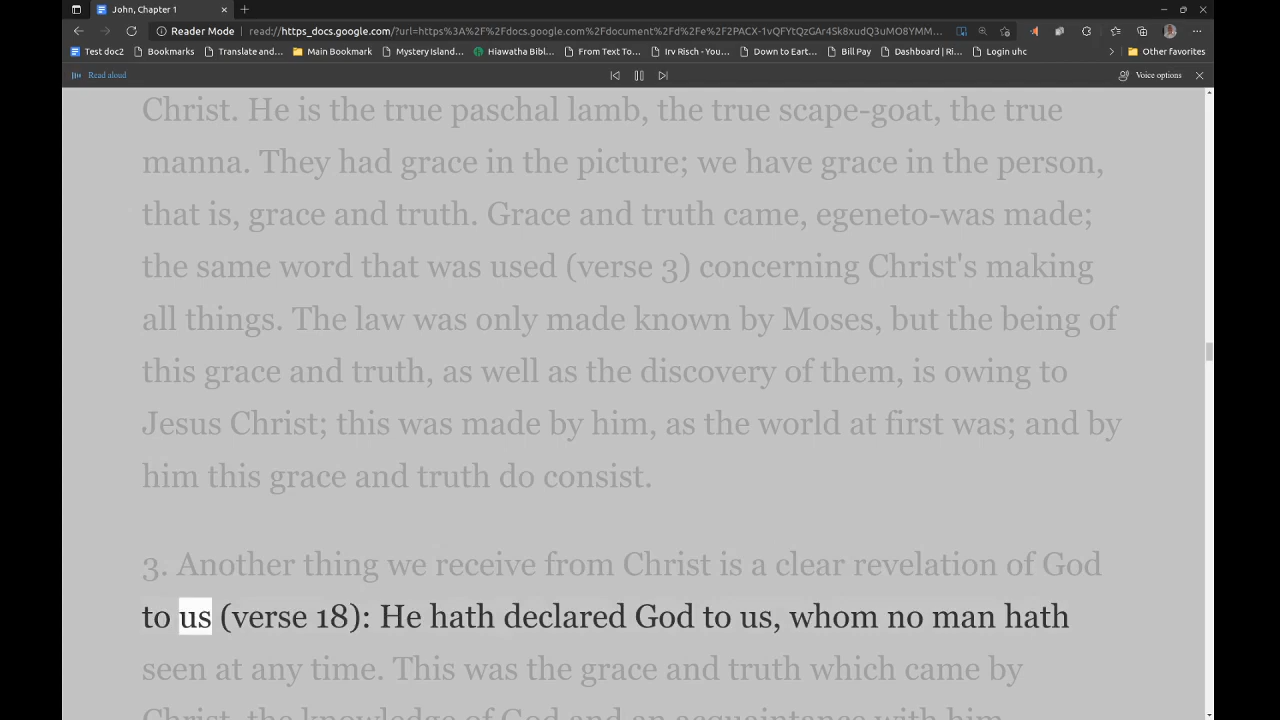 John, Chapter 1
Reader Mode
read://https_docs.google.com/?url=https%3A%2F%2Fdocs.google.com%2Fdocument%2Fd%2Fe%2F2PACX-1vQFYtQzGAr4Sk8xudQ3uMO8YMM...
Test doc2
Bookmarks
Translate and...
Main Bookmark
Mystery Island...
Hiawatha Bibl...
From Text To...
Irv Risch - You...
Down to Eart...
Bill Pay
Dashboard | Ri...
Login uhc
Other favorites
Read aloud
Voice options
Christ. He is the true paschal lamb, the true scape-goat, the true
manna. They had grace in the picture; we have grace in the person,
that is, grace and truth. Grace and truth came, egeneto-was made;
the same word that was used (verse 3) concerning Christ's making
all things. The law was only made known by Moses, but the being of
this grace and truth, as well as the discovery of them, is owing to
Jesus Christ; this was made by him, as the world at first was; and by
him this grace and truth do consist.
3. Another thing we receive from Christ is a clear revelation of God
to us (verse 18): He hath declared God to us, whom no man hath
seen at any time. This was the grace and truth which came by
Christ, the knowledge of God and an acquaintance with him.